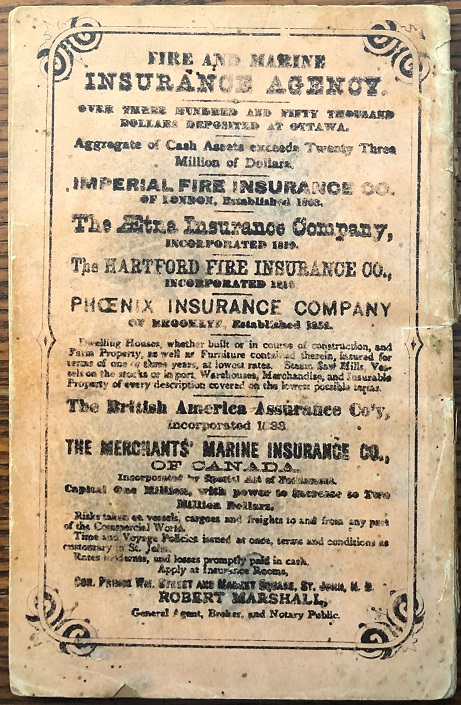 FIRE AND MARINE
INSURANCE AGENCY.
OVER THREE HUNDRED AND FIFTY THOUSAND
DOLLARS DEPOSITED AT OTTAWA.
Aggregate of Cash Assets exceeds Twenty Three
Million of Dollars.
IMPERIAL FIRE INSURANCE CO.
OF LONDON, Established 1803.
The Ætna Insurance Company,
INCORPORATED 1819.
The HARTFORD FIRE INSURANCE CO.,
INCORPORATED 1810
PHŒNIX INSURANCE COMPANY
OF BROOKLYN, Established 1853.
Dwelling Houses, whether built or in course of construction, and
Farm Property, as well as Furniture contained therein, insured for
terms of one or three years, at lowest rates. Steam Saw Mills, Ves-
sels on the stocks or in port, Warehouses, Merchandise, and Insurable
Property of every description covered on the lowest possible terms.
The British America Assurance Co'y,
incorporated 1833.
THE MERCHANTS' MARINE INSURANCE CO.,
OF CANADA.
Incorporated by Special Act of Parliament.
Capital One Million, with power to increase to Two
Million Dollars.
Risks taken on vessels, cargoes and freights to and from any part
of the Commercial World.
Time and Voyage Policies issued at once, terms and conditions as
customary in St. John.
Rates moderate, and losses promptly paid in cash.
Apply at Insurance Rooms,
COR. PRINCE WM. STREET AND MARKET SQUARE, ST. JOHN, N. B.
ROBERT MARSHALL,
General Agent, Broker, and Notary Public.